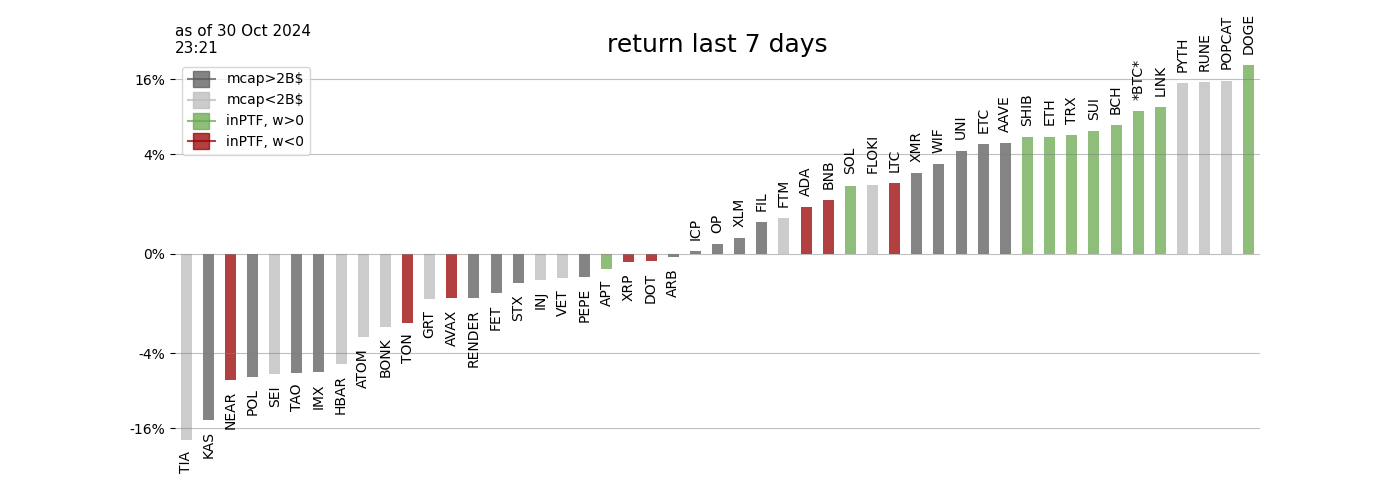 as of 30 Oct 2024
23:21
return last 7 days
mcap>2B$
mcap<2B$
inPTF, w>0
inPTF, w<0
16%
4%
0%
-4%
-16%
TIA
KAS
NEAR
POL
SEI
TAO
IMX
HBAR
ATOM
BONK
TON
GRT
AVAX
RENDER
FET
STX
INJ
VET
PEPE
APT
XRP
DOT
ARB
ICP
OP
XLM
FIL
FTM
ADA
BNB
SOL
FLOKI
LTC
XMR
WIF
UNI
ETC
AAVE
SHIB
ETH
TRX
SUI
BCH
*BTC*
LINK
PYTH
RUNE
POPCAT
DOGE